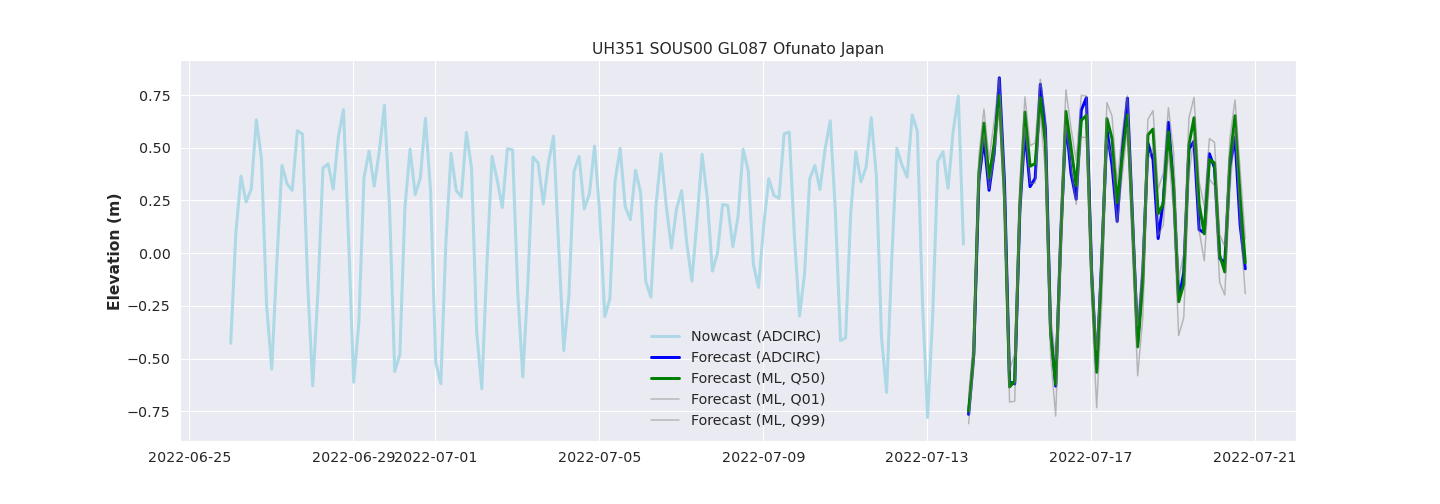 UH351 SOUS00 GL087 Ofunato Japan
Elevation (m)
0.75
0.50
0.25
0.00
−0.25
−0.50
−0.75
Nowcast (ADCIRC)
Forecast (ADCIRC)
Forecast (ML, Q50)
Forecast (ML, Q01)
Forecast (ML, Q99)
2022-06-25 2022-06-29 2022-07-01 2022-07-05 2022-07-09 2022-07-13 2022-07-17 2022-07-21